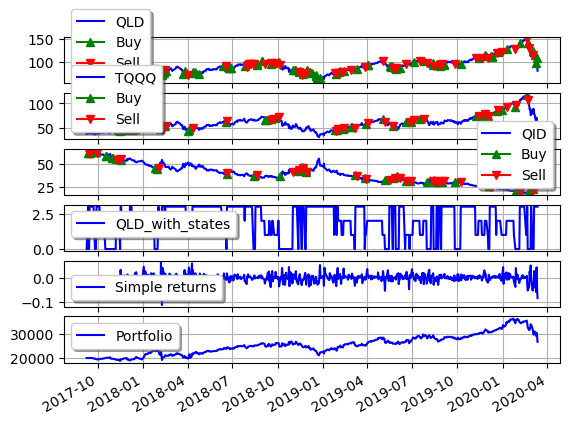 QLD
Buy
Sell
150
100
TQQQ
Buy
Sell
100
50
QID
Buy
Sell
50
25
QLD_with_states
2.5
0.0
Simple returns
0.0
−0.1
Portfolio
30000
20000
2017-10
2018-01
2018-04
2018-07
2018-10
2019-01
2019-04
2019-07
2019-10
2020-01
2020-04